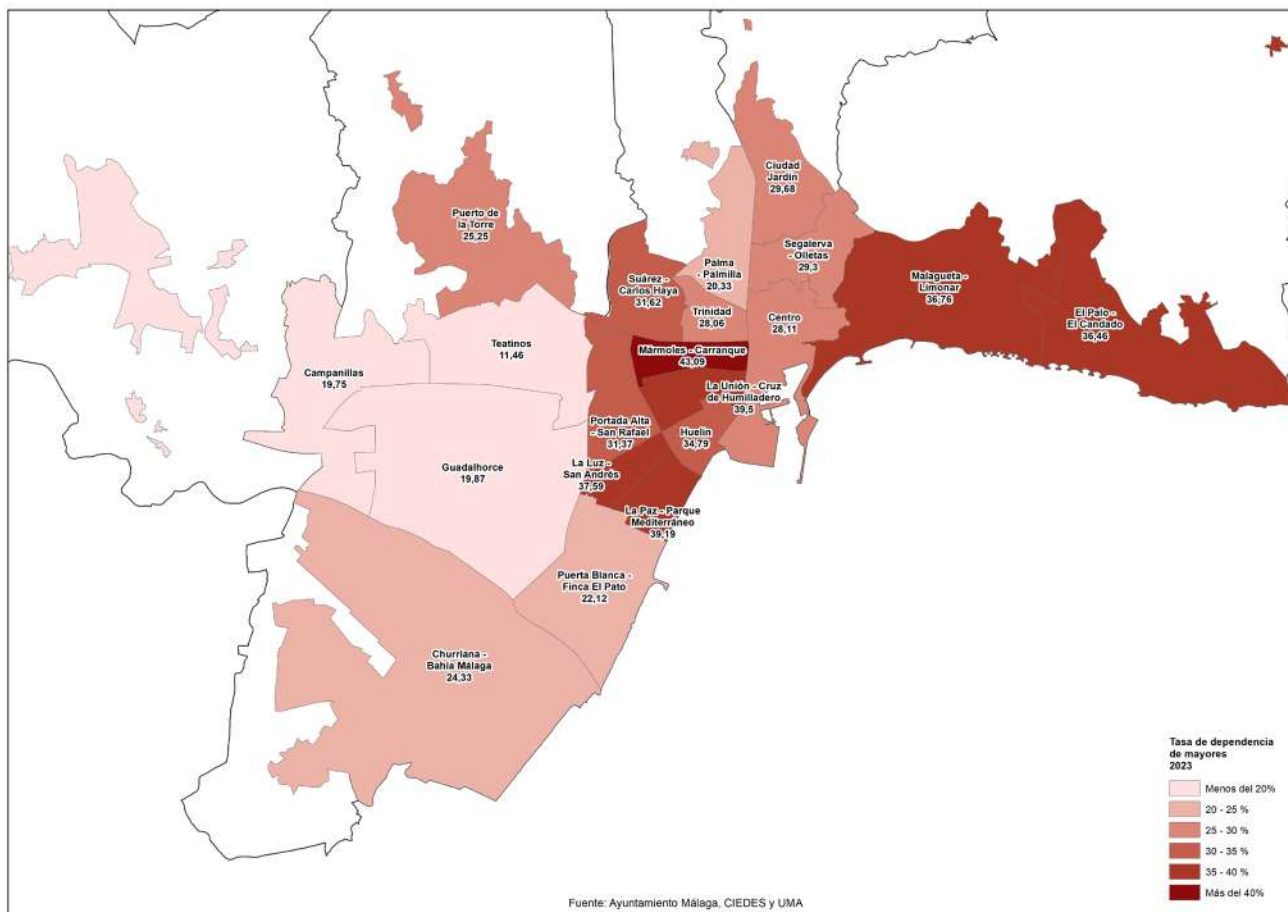 Ciudad
Jardín
29,68
Puerto de
la Torre
25,25
Segalerva
- Olletas
29,3
Palma
- Palmilla
20,33
Suárez -
Carlos Haya
31,62
Malagueta -
Limonar
36,76
El Palo -
El Candado
36,46
Trinidad
28,06
Centro
28,11
Teatinos
11,46
Mármoles - Carranque
43,09
Campanillas
19,75
La Unión - Cruz
de Humilladero
39,5
Portada Alta
- San Rafael
31,37
Huelin
34,79
Guadalhorce
19,87
La Luz -
San Andrés
37,59
La Paz - Parque
Mediterráneo
39,19
Puerta Blanca -
Finca El Pato
22,12
Churriana -
Bahía Málaga
24,33
Tasa de dependencia
de mayores
2023
Menos del 20%
20 - 25 %
25 - 30 %
30 - 35 %
35 - 40 %
Más del 40%
Fuente: Ayuntamiento Málaga, CIEDES y UMA